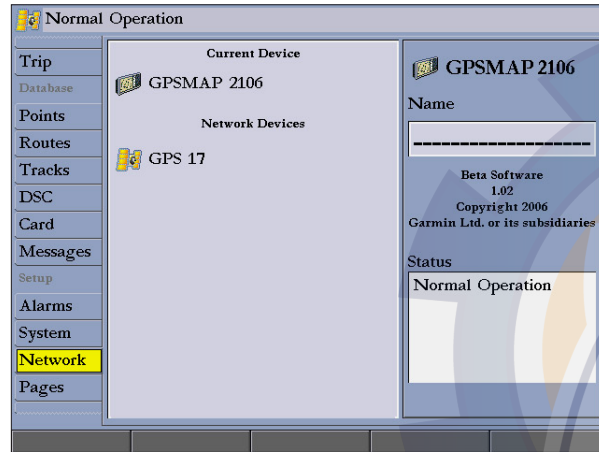 Normal Operation
Trip
Database
Points
Routes
Tracks
DSC
Card
Messages
Setup
Alarms
System
Network
Pages
Current Device
GPSMAP 2106
Network Devices
GPS 17
GPSMAP 2106
Name
--------------------
Beta Software
1.02
Copyright 2006
Garmin Ltd. or its subsidiaries
Status
Normal Operation